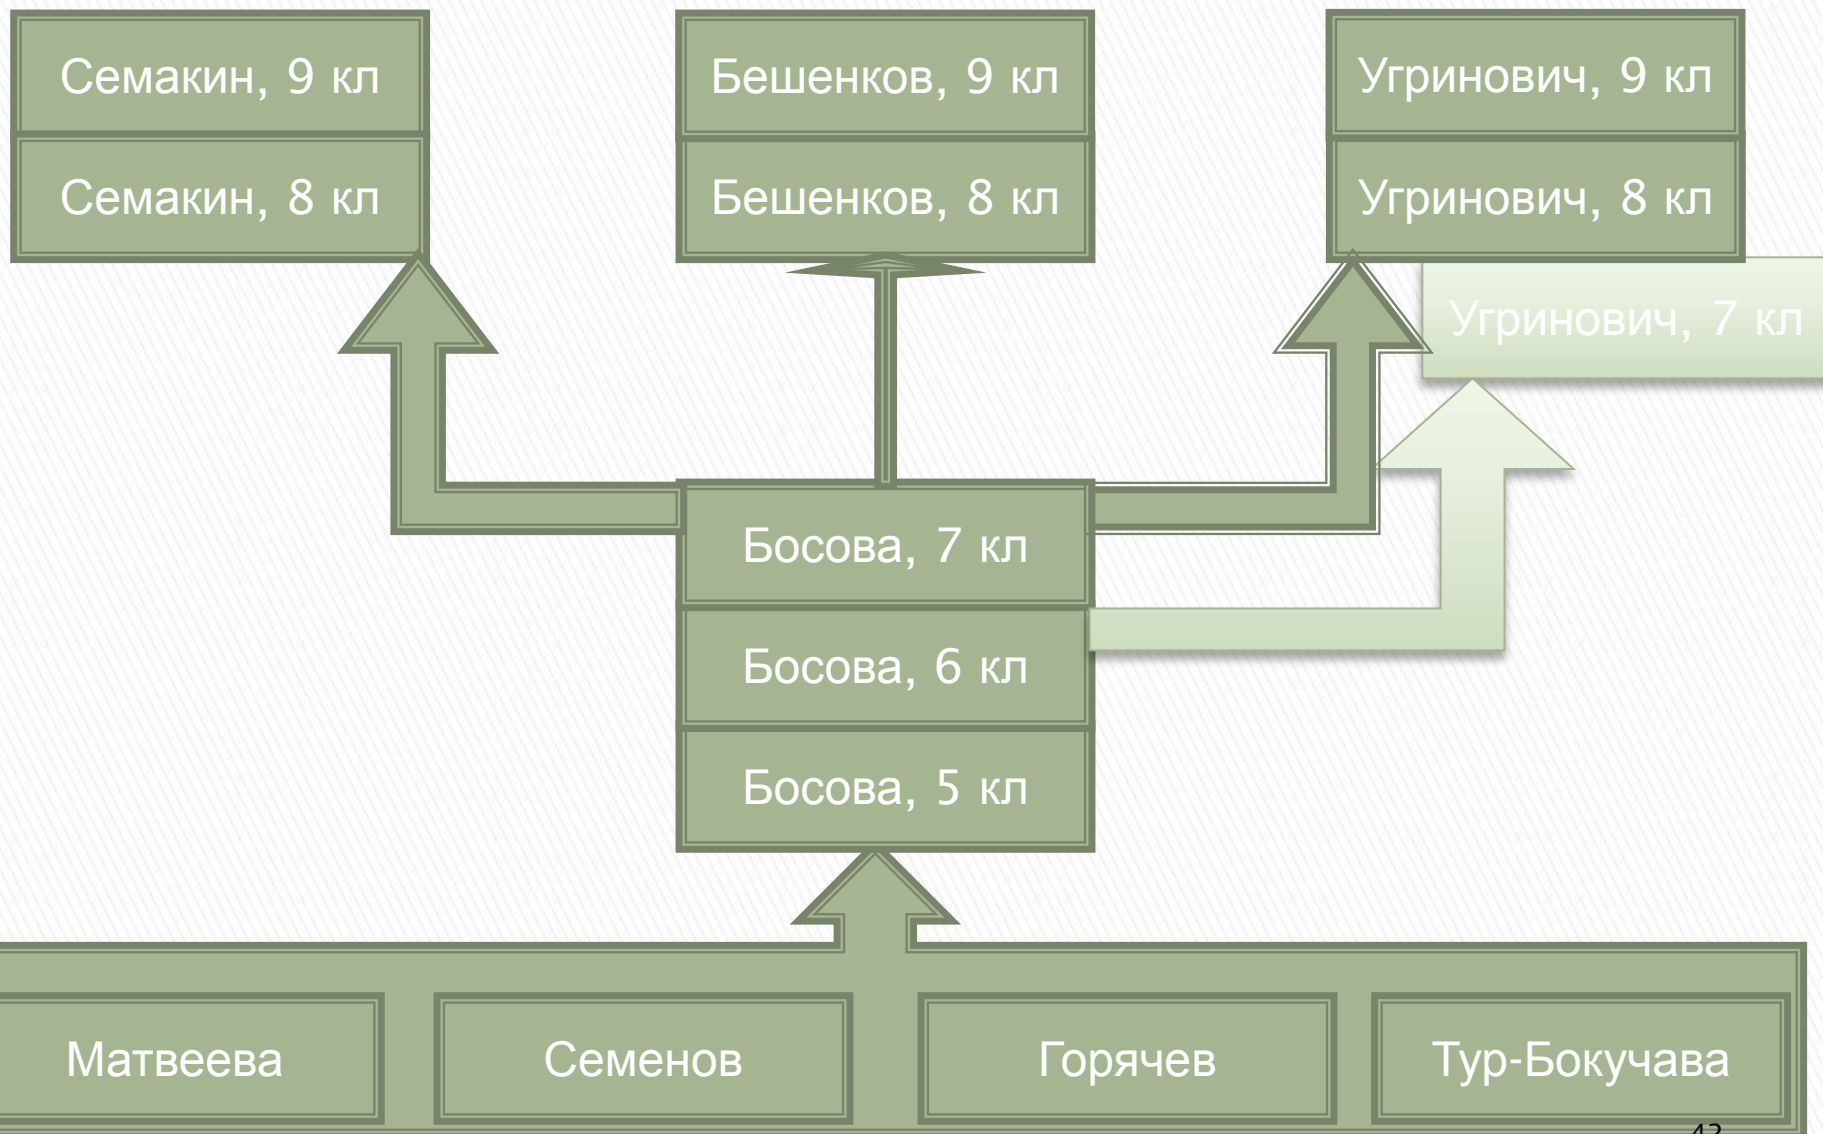 Семакин, 9 кл
Бешенков, 9 кл
Угринович, 9 кл
Семакин, 8 кл
Бешенков, 8 кл
Угринович, 8 кл
Угринович, 7 кл
Босова, 7 кл
Босова, 6 кл
Босова, 5 кл
Матвеева
Семенов
Горячев
Тур-Бокучава